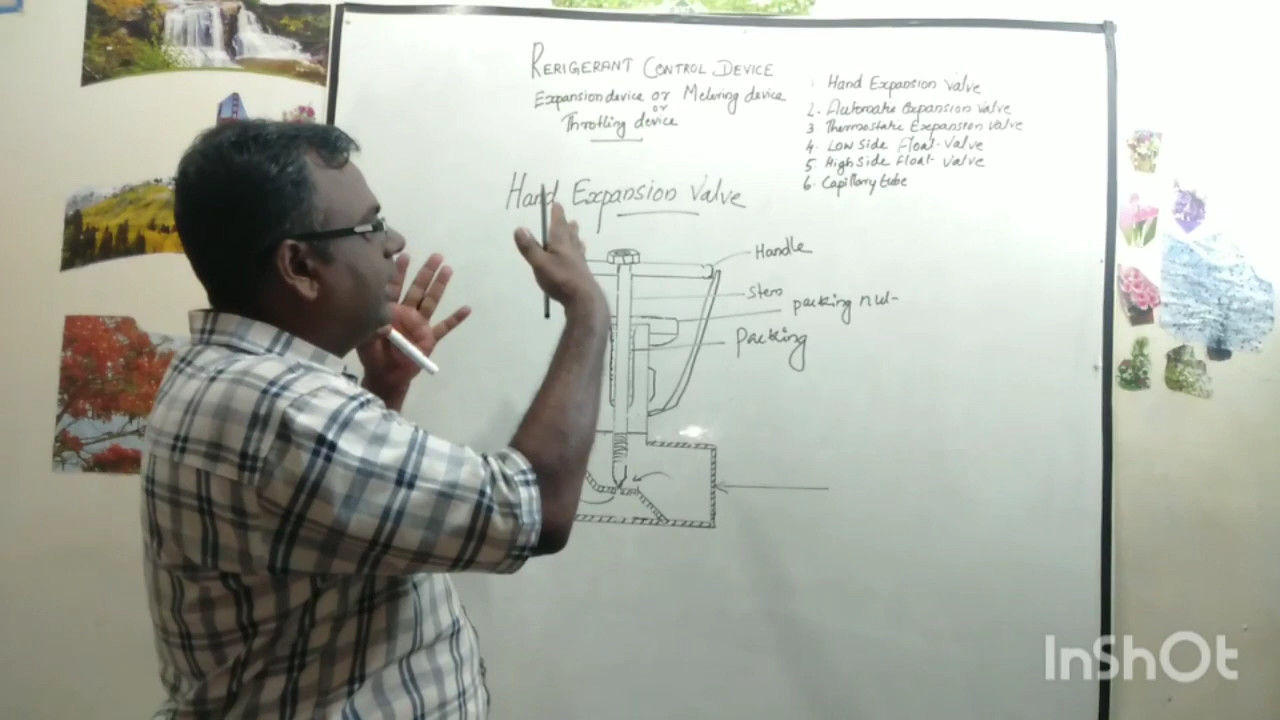 RERIGERANT CONTROL DEVICE
Expansion device or Metering device
or
Throtling device
1. Hand Expansion valve
2. Automatic Expansion valve
3 Thermostatic Expansion valve
4. Low side Float-valve
5. High side Float-valve
6. Capillary tube
Hand Expansion valve
Handle
Stem
packing nut
packing
InShOt